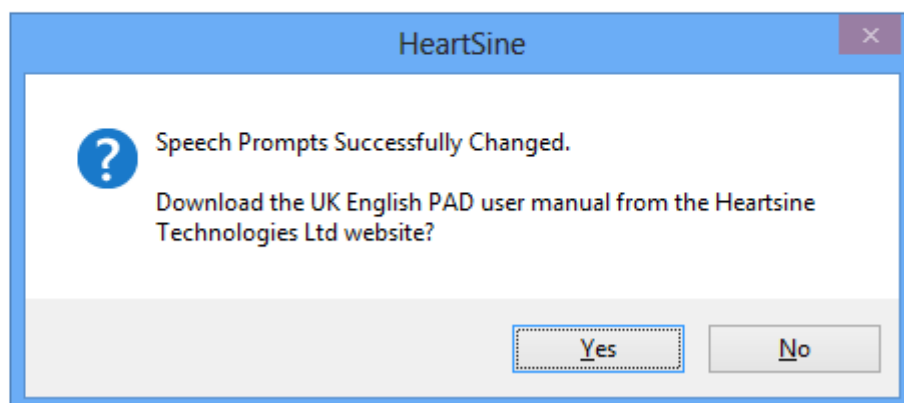 HeartSine
Speech Prompts Successfully Changed.
Download the UK English PAD user manual from the Heartsine
Technologies Ltd website?
Yes
No